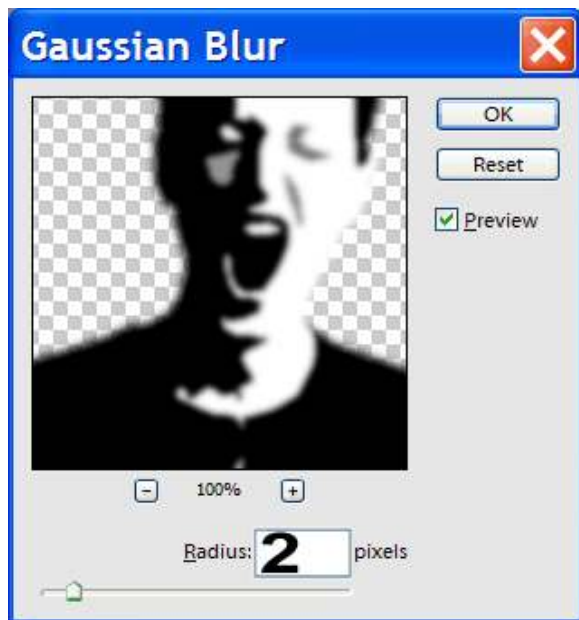 Gaussian Blur
OK
Reset
Preview
100%
Radius: 2 pixels